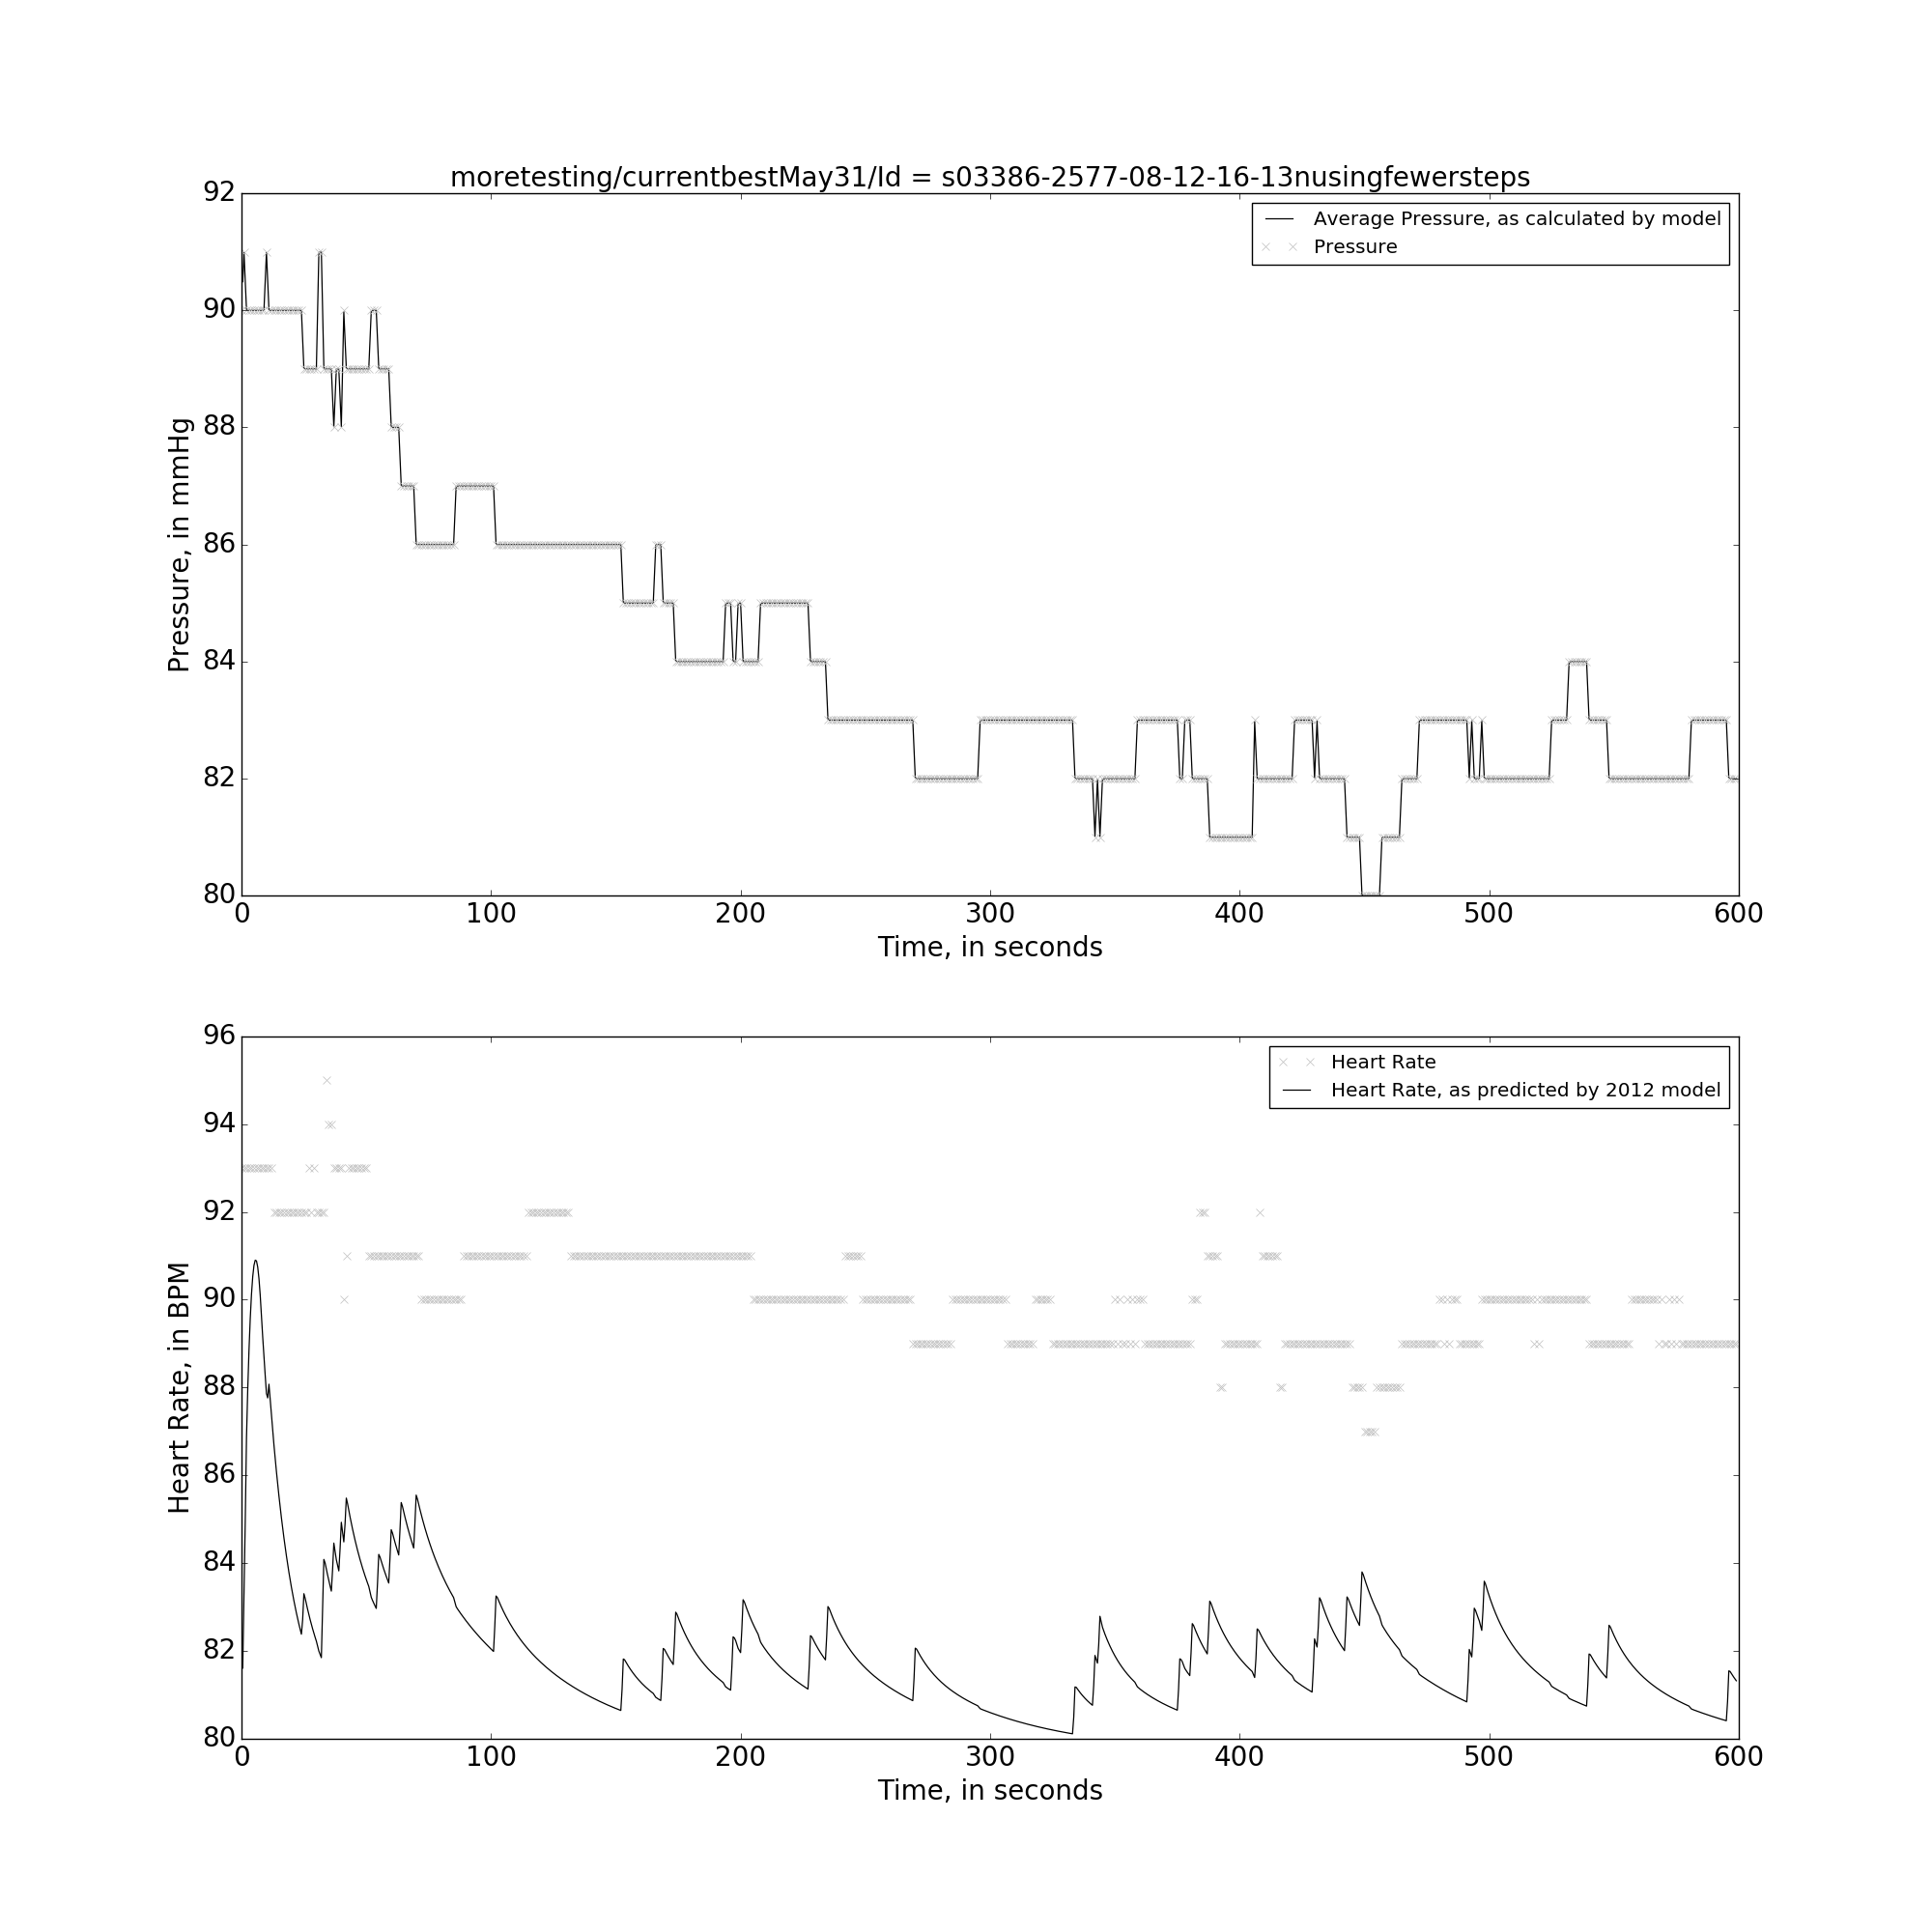 moretesting/currentbestMay31/Id = s03386-2577-08-12-16-13nusingfewersteps
92
90
88
86
84
82
80
Pressure, in mmHg
Average Pressure, as calculated by model
Pressure
0 100 200 300 400 500 600
Time, in seconds
96
94
92
90
88
86
84
82
80
Heart Rate, in BPM
Heart Rate
Heart Rate, as predicted by 2012 model
0 100 200 300 400 500 600
Time, in seconds